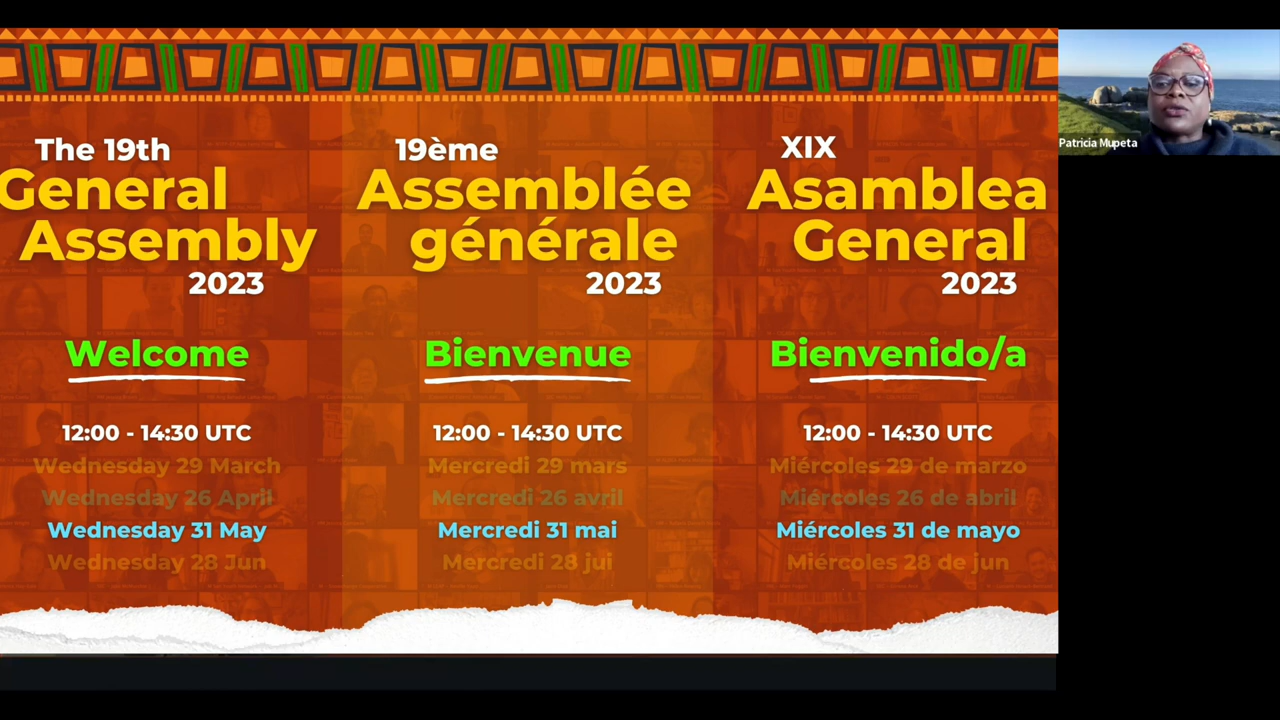 The 19th
General
Assembly
2023
Welcome
12:00 - 14:30 UTC
Wednesday 29 March
Wednesday 26 April
Wednesday 31 May
Wednesday 28 Jun
19ème
Assemblée
générale
2023
Bienvenue
12:00 - 14:30 UTC
Mercredi 29 mars
Mercredi 26 avril
Mercredi 31 mai
Mercredi 28 jui
XIX
Asamblea
General
2023
Bienvenido/a
12:00 - 14:30 UTC
Miércoles 29 de marzo
Miércoles 26 de abril
Miércoles 31 de mayo
Miércoles 28 de jun
Patricia Mupeta